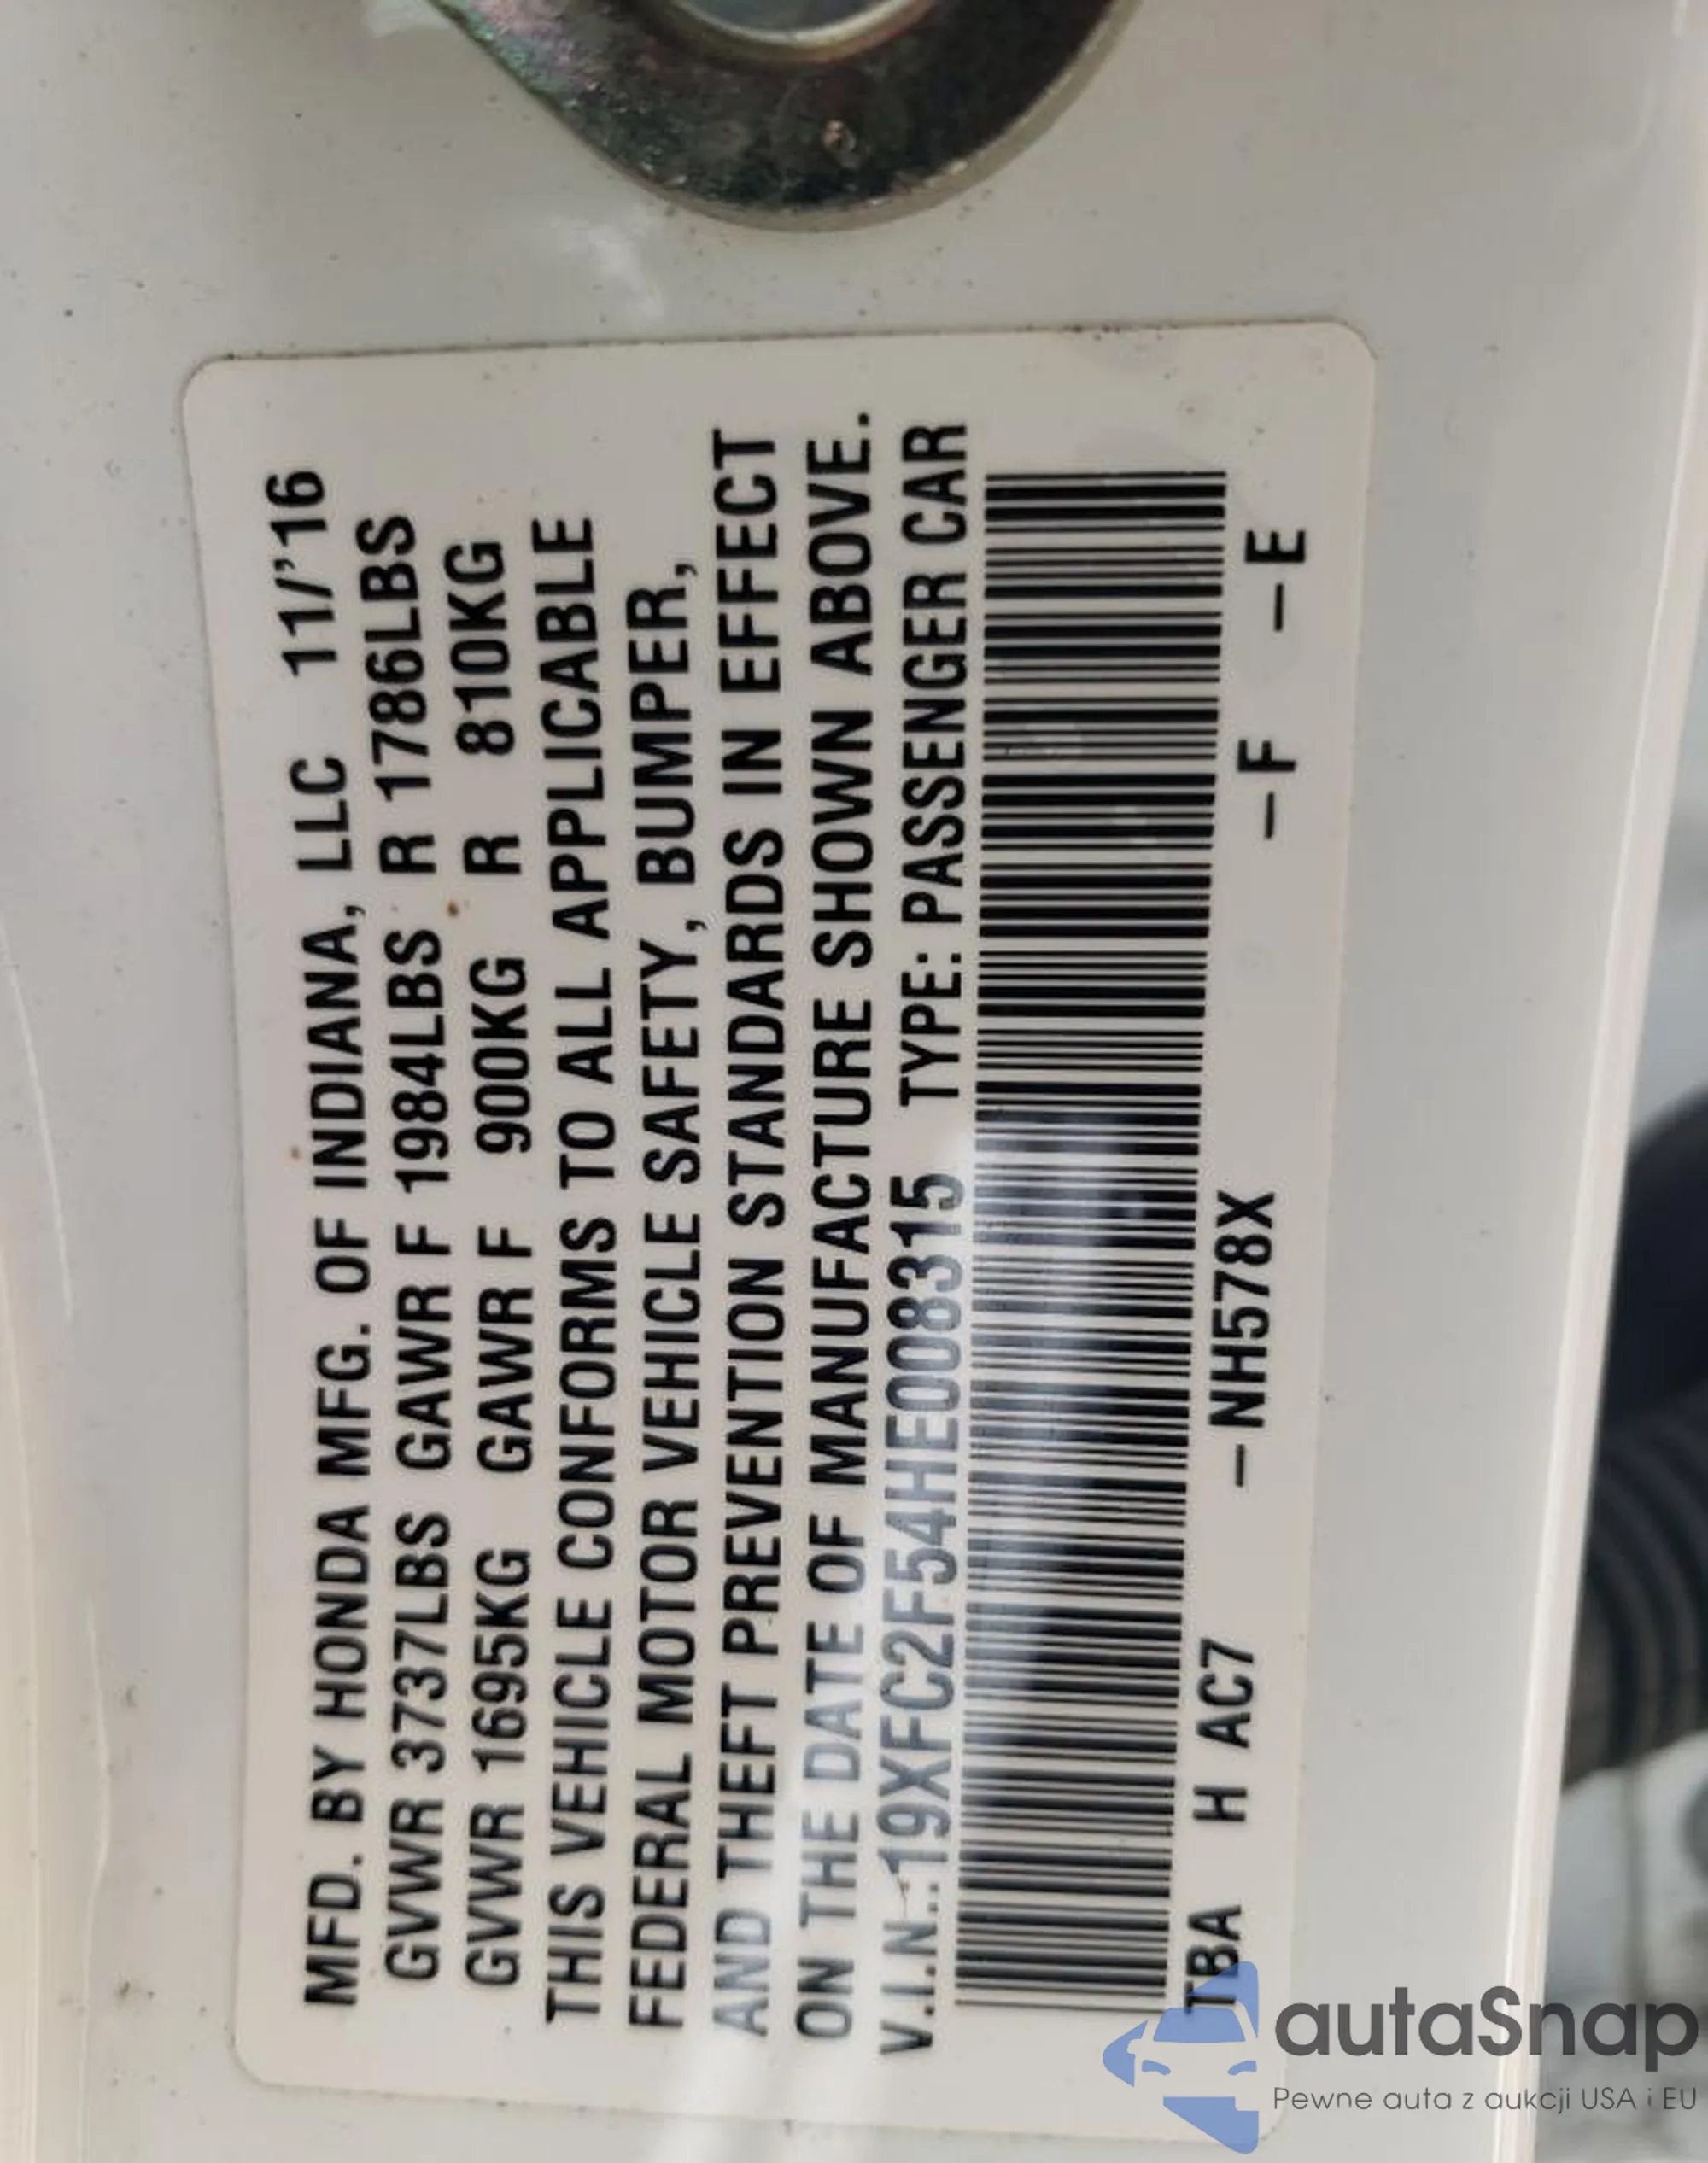 MFD. BY HONDA MFG. OF INDIANA, LLC 11/'16
GVWR 3737LBS GAWR F 1984LBS R 1786LBS
GVWR 1695KG GAWR F 900KG R 810KG
THIS VEHICLE CONFORMS TO ALL APPLICABLE
FEDERAL MOTOR VEHICLE SAFETY, BUMPER,
AND THEFT PREVENTION STANDARDS IN EFFECT
ON THE DATE OF MANUFACTURE SHOWN ABOVE.
V.I.N.:19XFC2F54HE008315 TYPE: PASSENGER CAR
TBA H AC7 -NH578X -F -E
autaSnap
Pewne auta z aukcji USA i EU